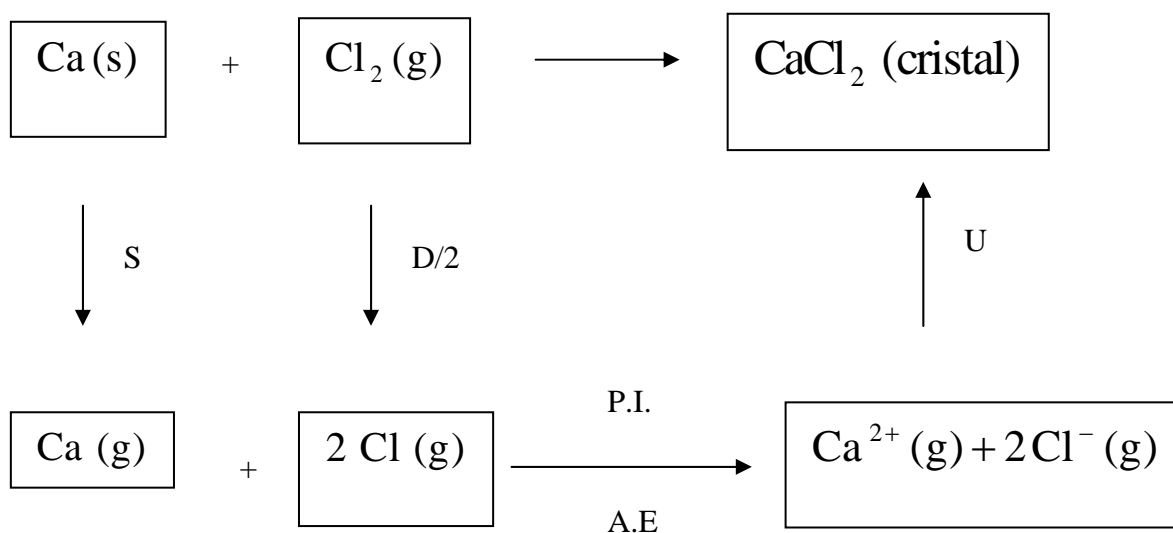 Ca (s) + Cl₂ (g) CaCl₂ (cristal)
S D/2 U
P.I.
Ca (g) + 2 Cl (g) Ca²⁺ (g) + 2Cl⁻ (g)
A.E